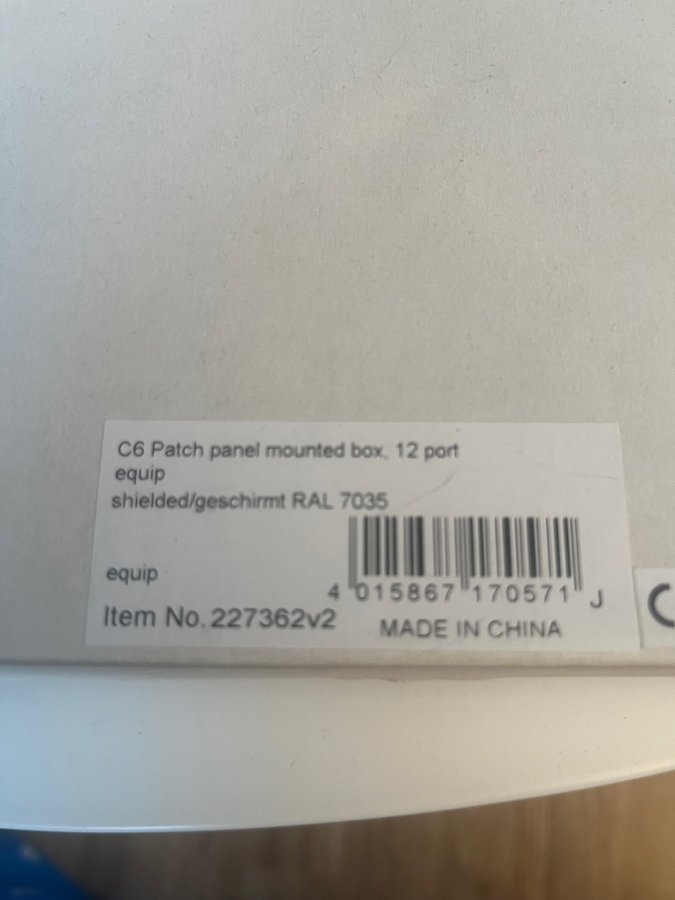 C6 Patch panel mounted box, 12 port
equip
shielded/geschirmt RAL 7035
equip
4 015867 170571 J
Item No. 227362v2
MADE IN CHINA